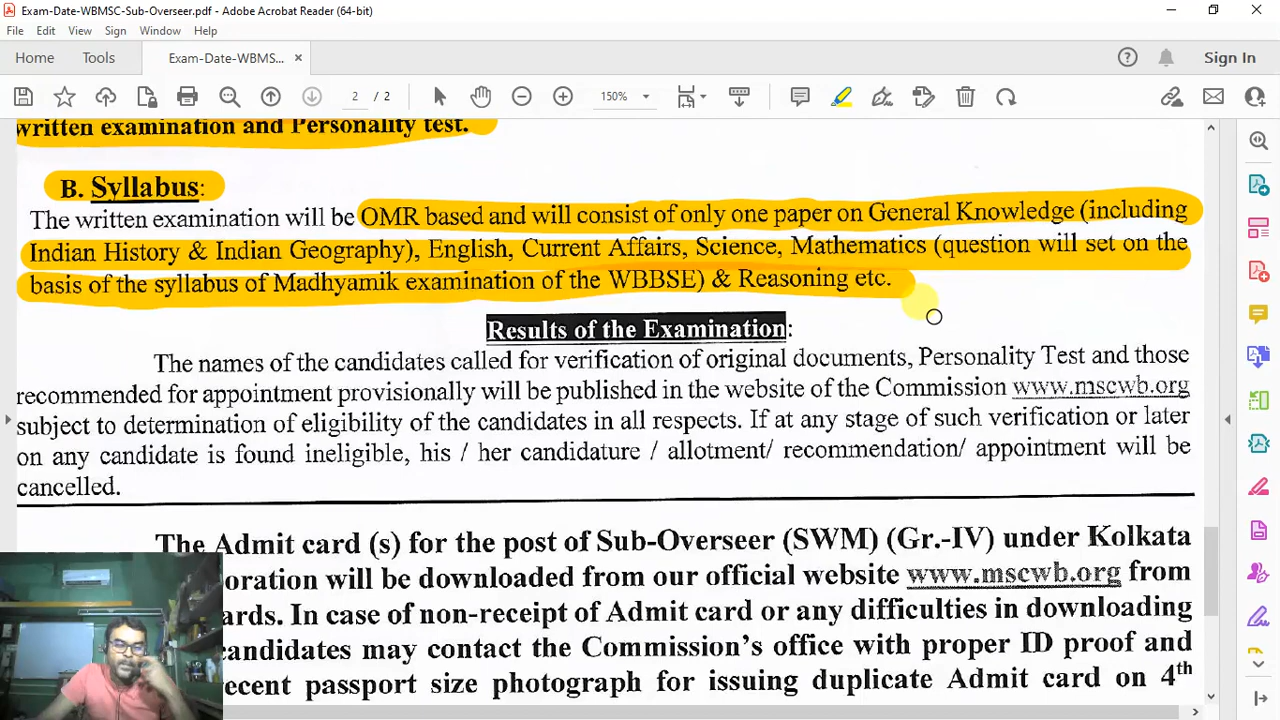 Exam-Date-WBMSC-Sub-Overseer.pdf - Adobe Acrobat Reader (64-bit)
File Edit View Sign Window Help
Home Tools Exam-Date-WBMS... × Sign In
2 / 2 150%
written examination and Personality test.
B. Syllabus:
The written examination will be OMR based and will consist of only one paper on General Knowledge (including
Indian History & Indian Geography), English, Current Affairs, Science, Mathematics (question will set on the
basis of the syllabus of Madhyamik examination of the WBBSE) & Reasoning etc.
Results of the Examination:
The names of the candidates called for verification of original documents, Personality Test and those
recommended for appointment provisionally will be published in the website of the Commission www.mscwb.org
subject to determination of eligibility of the candidates in all respects. If at any stage of such verification or later
on any candidate is found ineligible, his / her candidature / allotment/ recommendation/ appointment will be
cancelled.
The Admit card (s) for the post of Sub-Overseer (SWM) (Gr.-IV) under Kolkata
oration will be downloaded from our official website www.mscwb.org from
ards. In case of non-receipt of Admit card or any difficulties in downloading
candidates may contact the Commission's office with proper ID proof and
recent passport size photograph for issuing duplicate Admit card on 4th